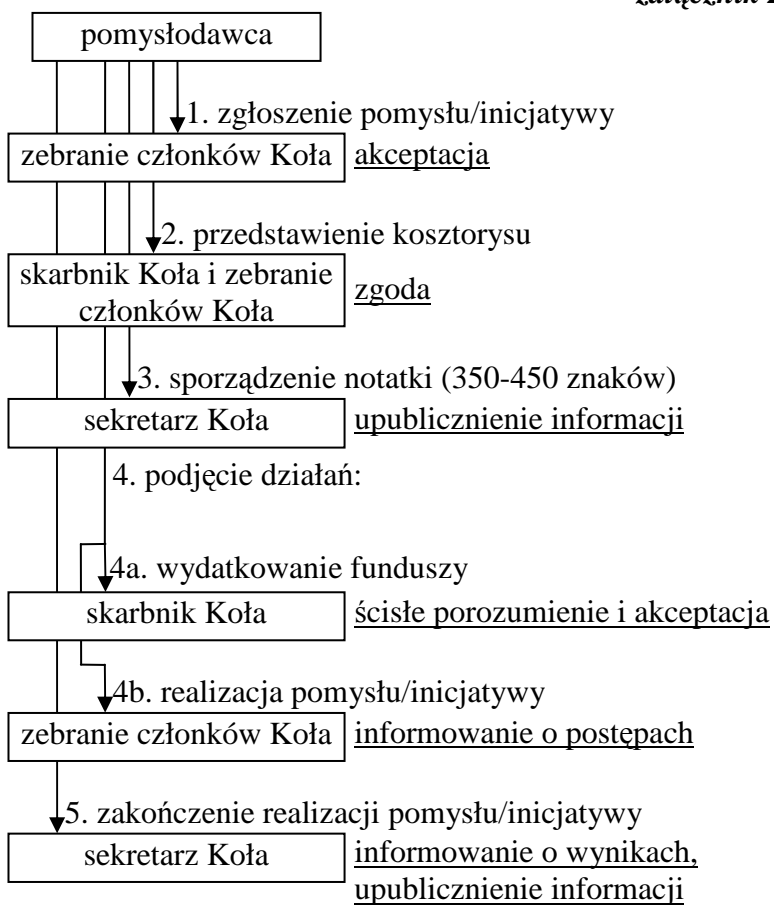 pomysłodawca
1. zgłoszenie pomysłu/inicjatywy
zebranie członków Koła akceptacja
2. przedstawienie kosztorysu
skarbnik Koła i zebranie
członków Koła
zgoda
3. sporządzenie notatki (350-450 znaków)
sekretarz Koła upublicznienie informacji
4. podjęcie działań:
4a. wydatkowanie funduszy
skarbnik Koła ścisłe porozumienie i akceptacja
4b. realizacja pomysłu/inicjatywy
zebranie członków Koła informowanie o postępach
5. zakończenie realizacji pomysłu/inicjatywy
sekretarz Koła informowanie o wynikach,
upublicznienie informacji